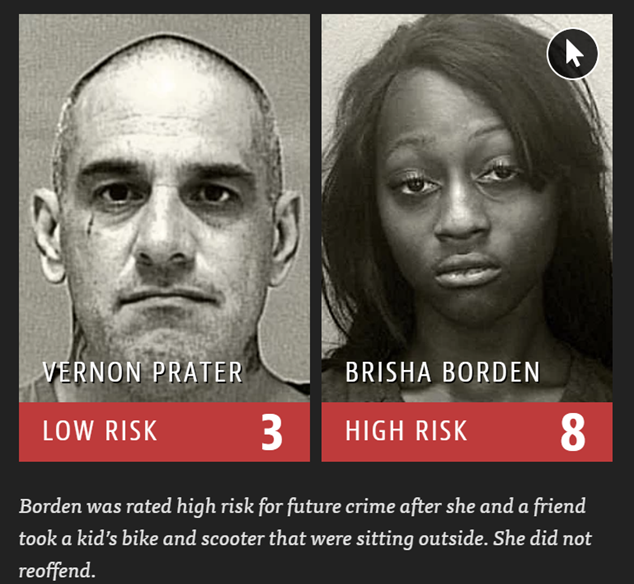 VERNON PRATER
LOW RISK 3
BRISHA BORDEN
HIGH RISK 8
Borden was rated high risk for future crime after she and a friend
took a kid's bike and scooter that were sitting outside. She did not
reoffend.